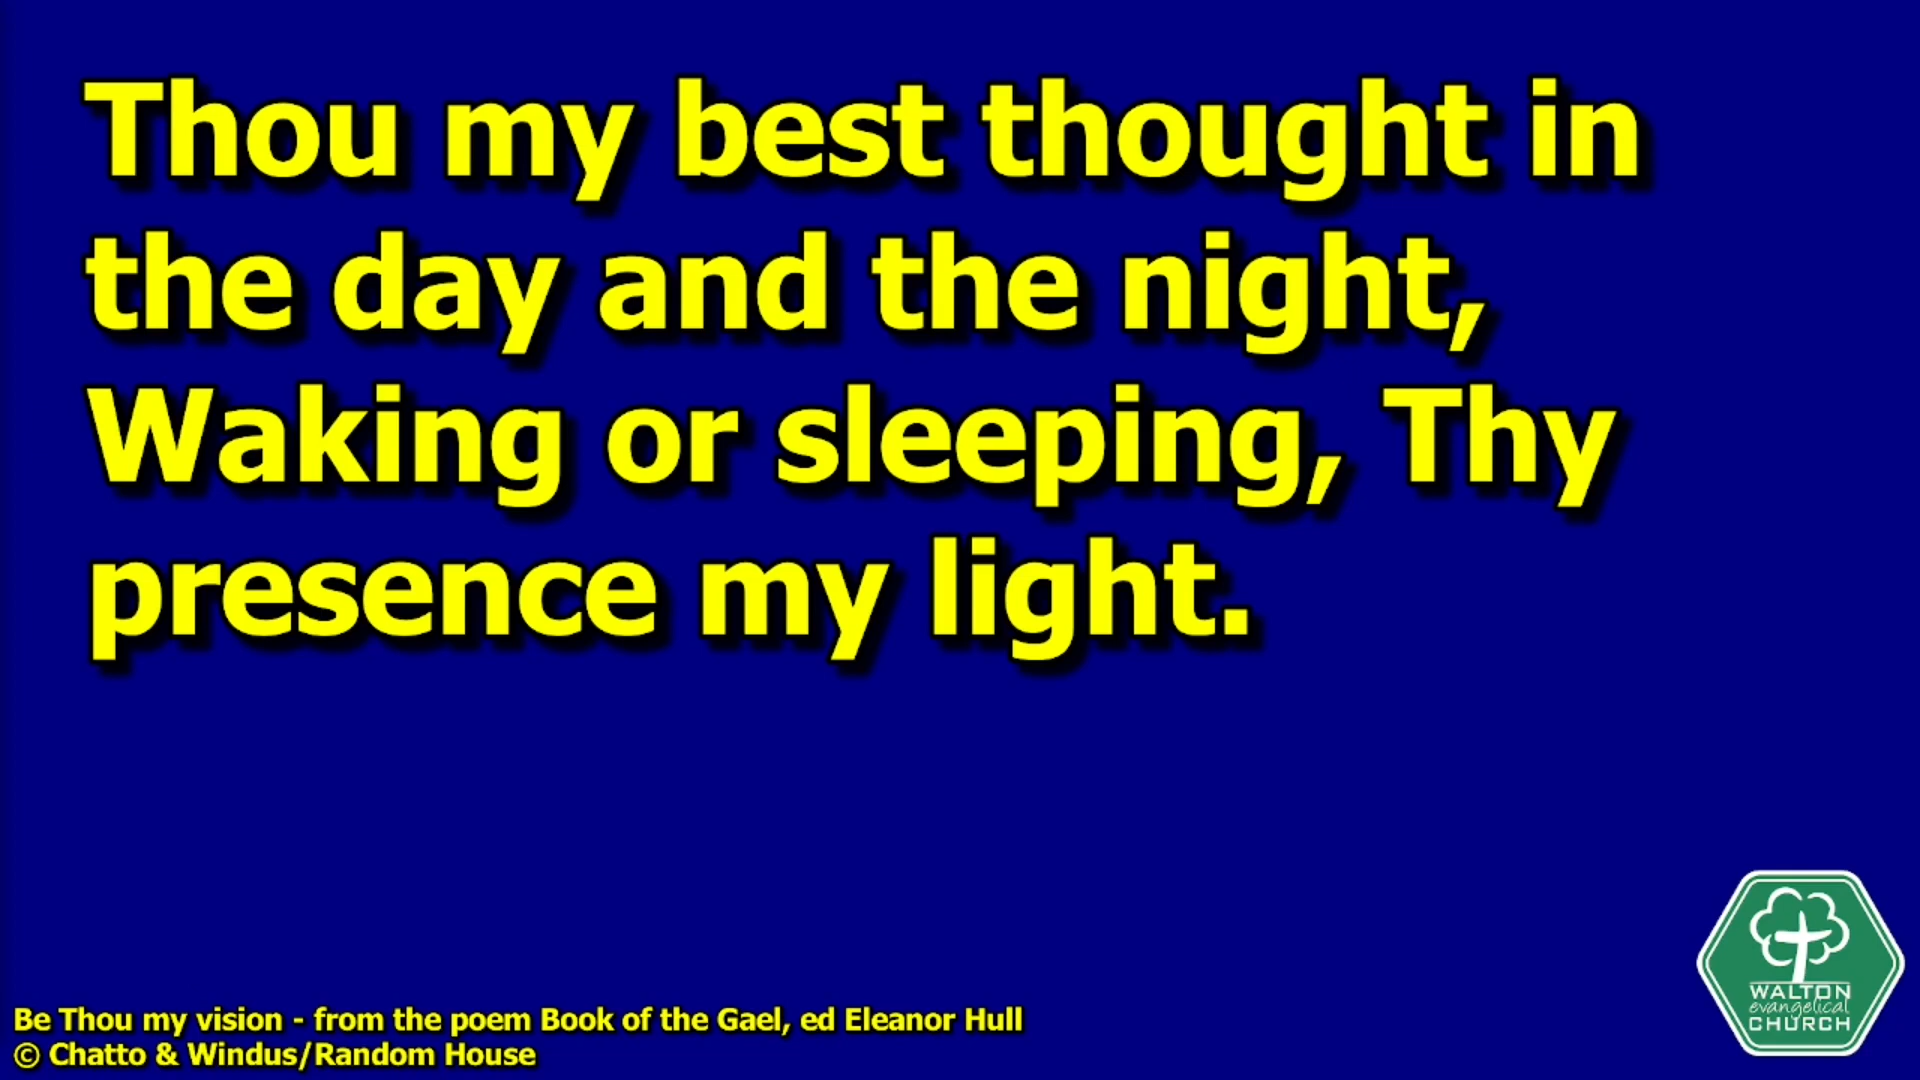 Thou my best thought in
the day and the night,
Waking or sleeping, Thy
presence my light.
WALTON
evangelical
CHURCH
Be Thou my vision - from the poem Book of the Gael, ed Eleanor Hull
© Chatto & Windus/Random House